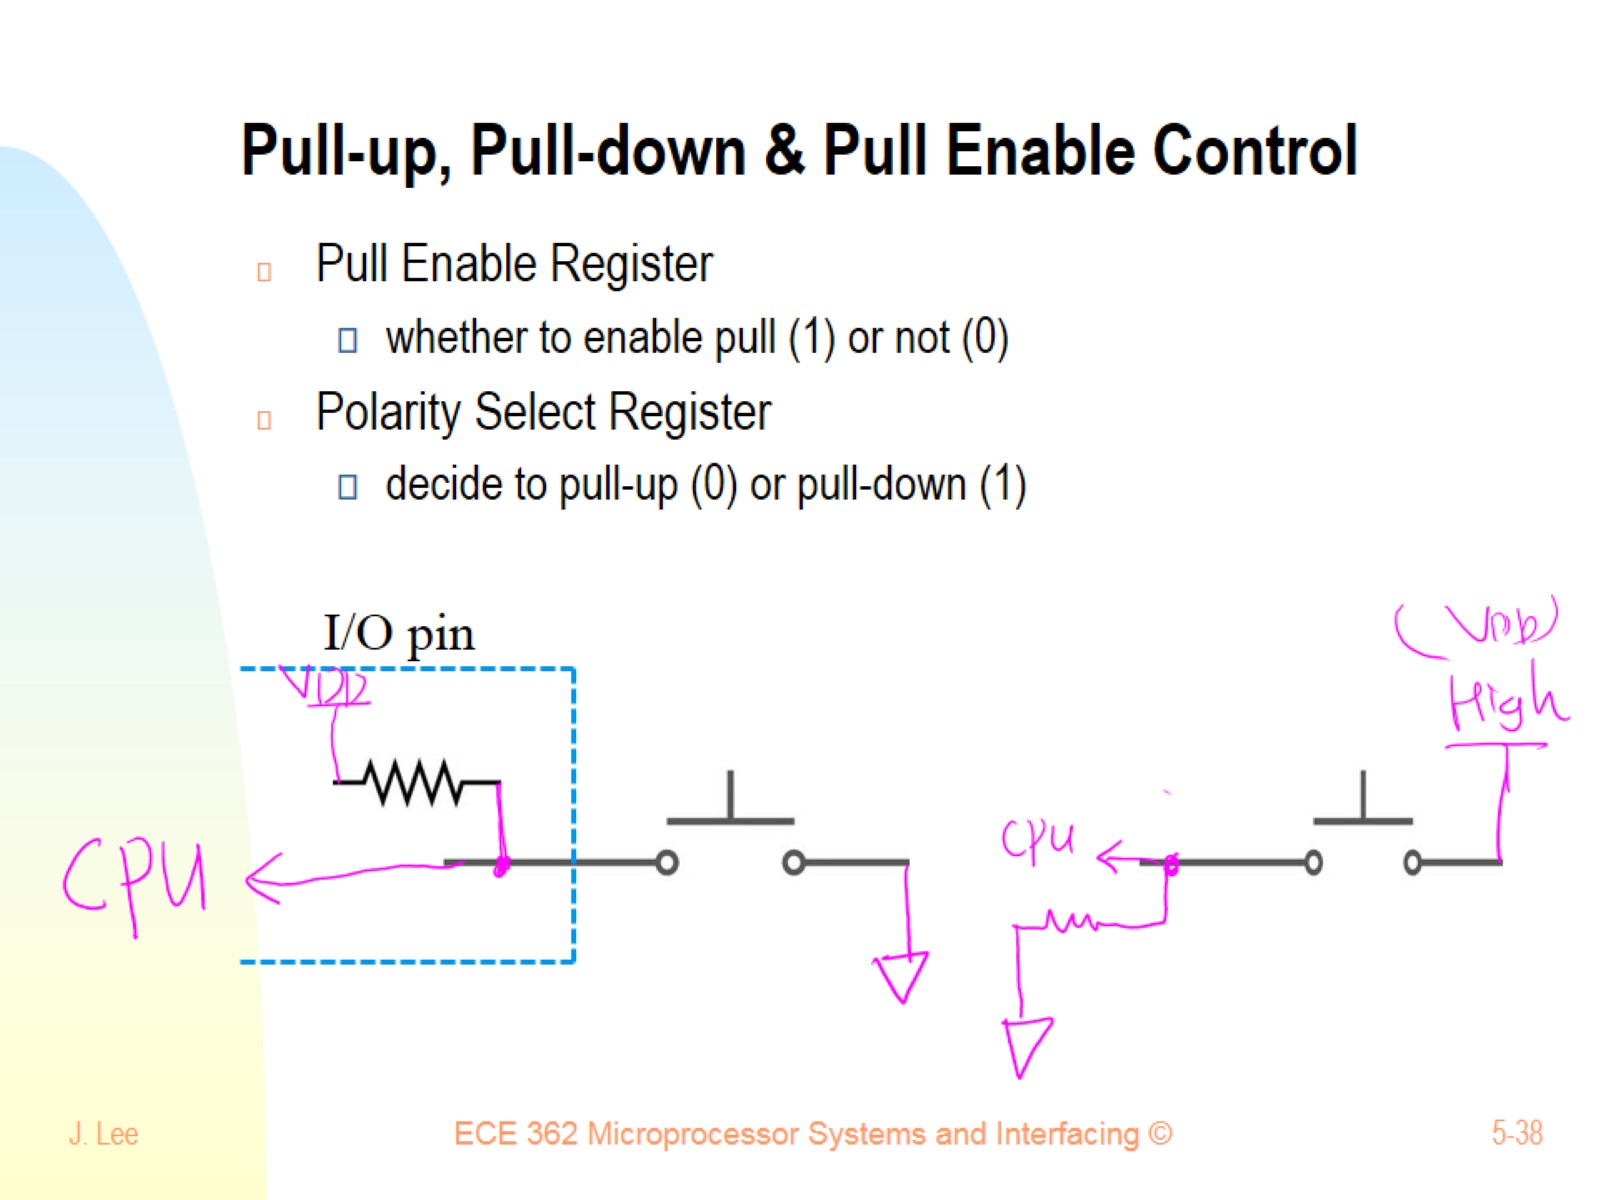 Pull-up, Pull-down & Pull Enable Control
Pull Enable Register
whether to enable pull (1) or not (0)
Polarity Select Register
decide to pull-up (0) or pull-down (1)
I/O pin
VDD
CPU
(VDD)
High
CPU
J. Lee
ECE 362 Microprocessor Systems and Interfacing ©
5-38